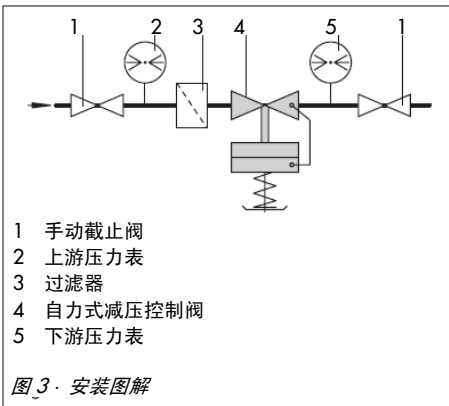 1 2 3 4 5 1
1 手动截止阀
2 上游压力表
3 过滤器
4 自力式减压控制阀
5 下游压力表
图 3 · 安装图解